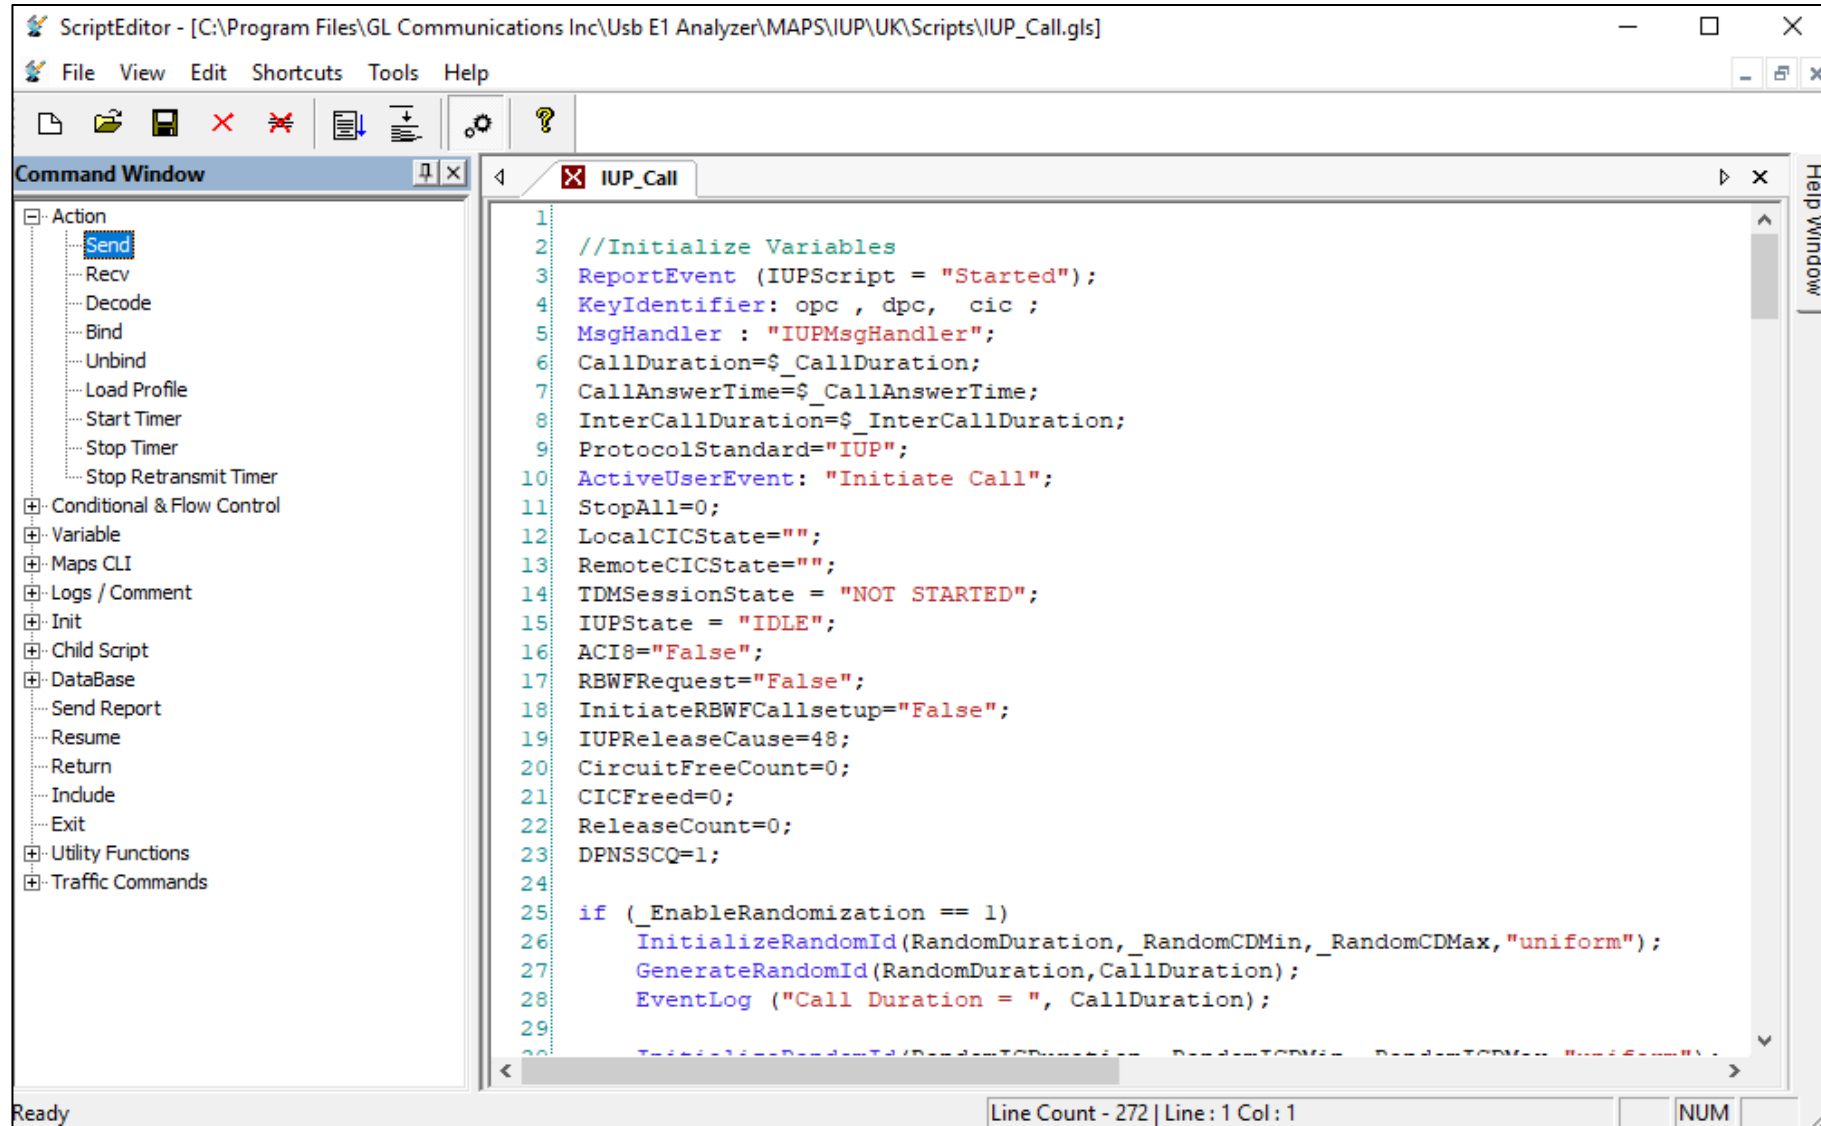 ScriptEditor - [C:\Program Files\GL Communications Inc\Usb E1 Analyzer\MAPS\IUP\UK\Scripts\IUP_Call.gls]
File View Edit Shortcuts Tools Help
Command Window
Action
Send
Recv
Decode
Bind
Unbind
Load Profile
Start Timer
Stop Timer
Stop Retransmit Timer
Conditional & Flow Control
Variable
Maps CLI
Logs / Comment
Init
Child Script
DataBase
Send Report
Resume
Return
Include
Exit
Utility Functions
Traffic Commands
IUP_Call
1
2 //Initialize Variables
3 ReportEvent (IUPScript = "Started");
4 KeyIdentifier: opc , dpc,  cic ;
5 MsgHandler : "IUPMsgHandler";
6 CallDuration=$_CallDuration;
7 CallAnswerTime=$_CallAnswerTime;
8 InterCallDuration=$_InterCallDuration;
9 ProtocolStandard="IUP";
10 ActiveUserEvent: "Initiate Call";
11 StopAll=0;
12 LocalCICState="";
13 RemoteCICState="";
14 TDMSessionState = "NOT STARTED";
15 IUPState = "IDLE";
16 ACI8="False";
17 RBWFRequest="False";
18 InitiateRBWFCallsetup="False";
19 IUPReleaseCause=48;
20 CircuitFreeCount=0;
21 CICFreed=0;
22 ReleaseCount=0;
23 DPNSSCQ=1;
24
25 if (_EnableRandomization == 1)
26 InitializeRandomId(RandomDuration,_RandomCDMin,_RandomCDMax,"uniform");
27 GenerateRandomId(RandomDuration,CallDuration);
28 EventLog ("Call Duration = ", CallDuration);
29
Help Window
Ready
Line Count - 272 | Line : 1 Col : 1
NUM